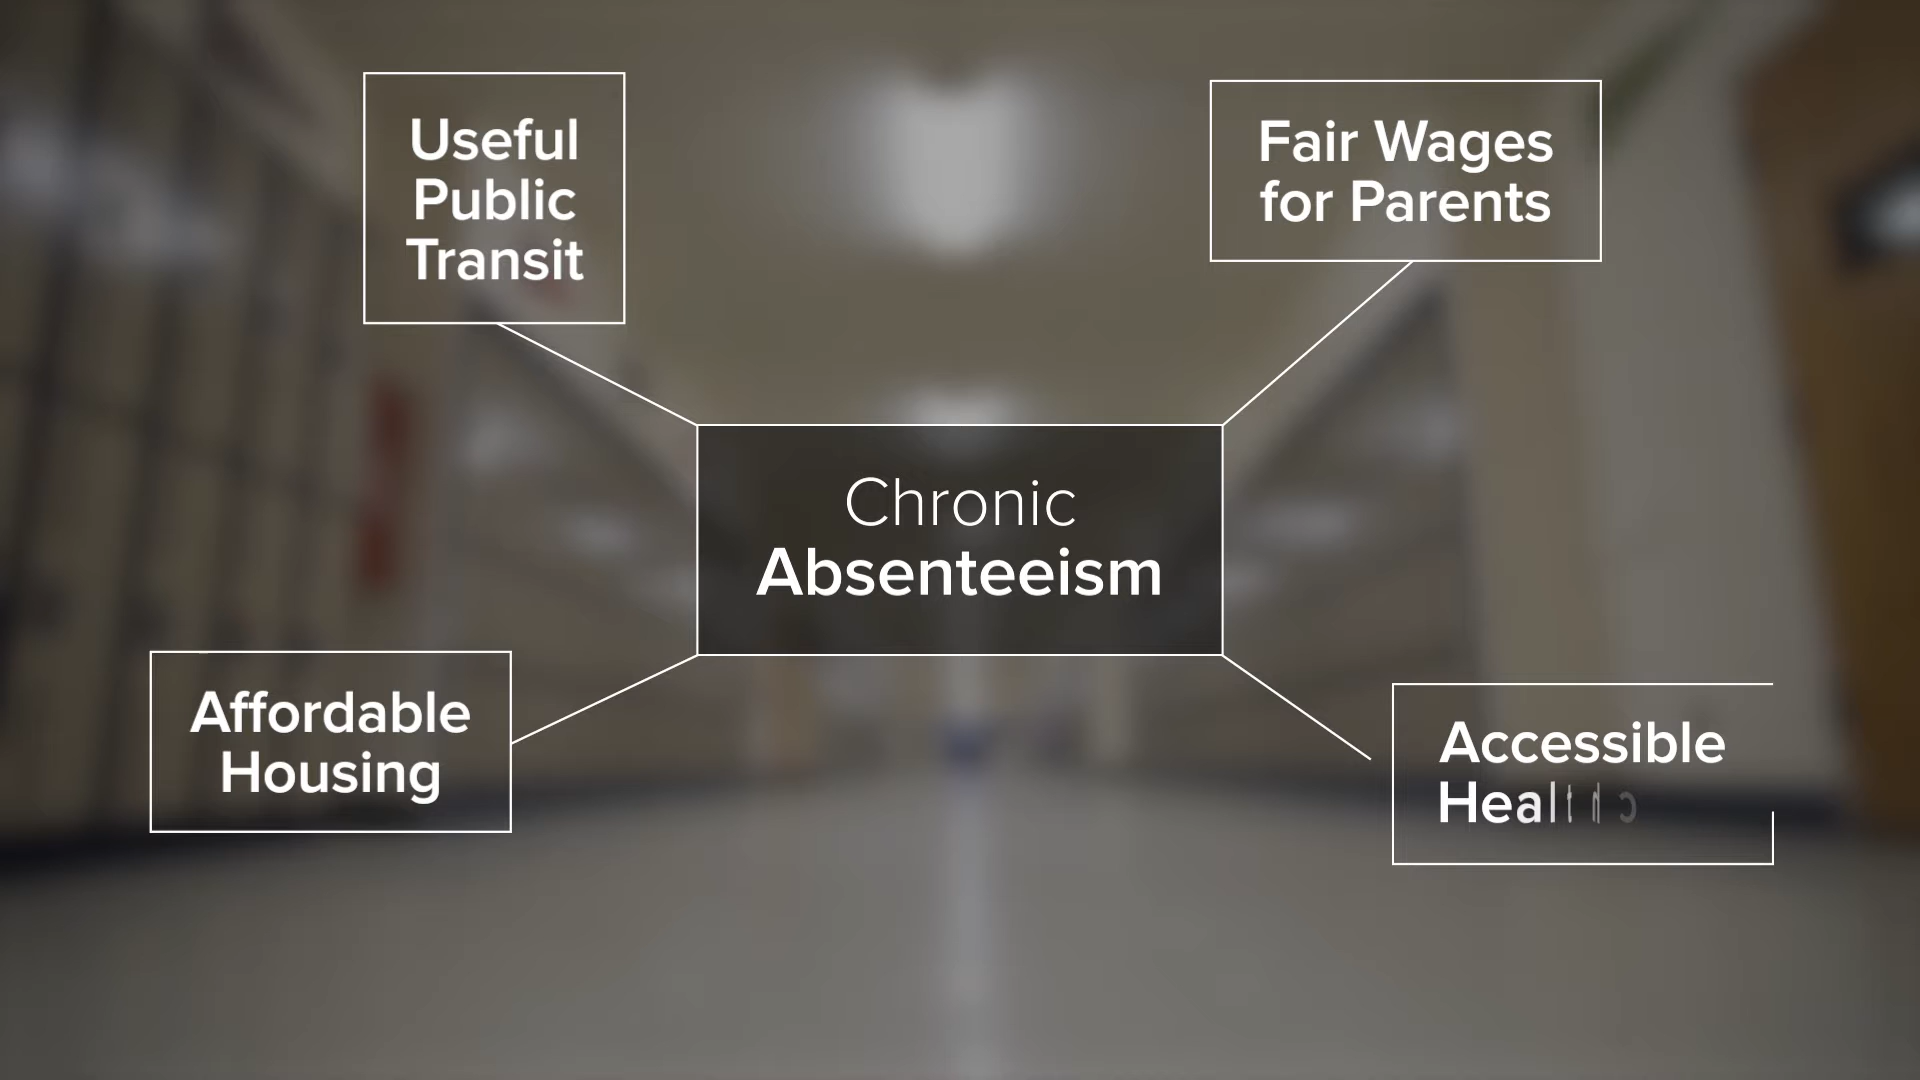 Useful
Public
Transit
Fair Wages
for Parents
Chronic
Absenteeism
Affordable
Housing
Accessible